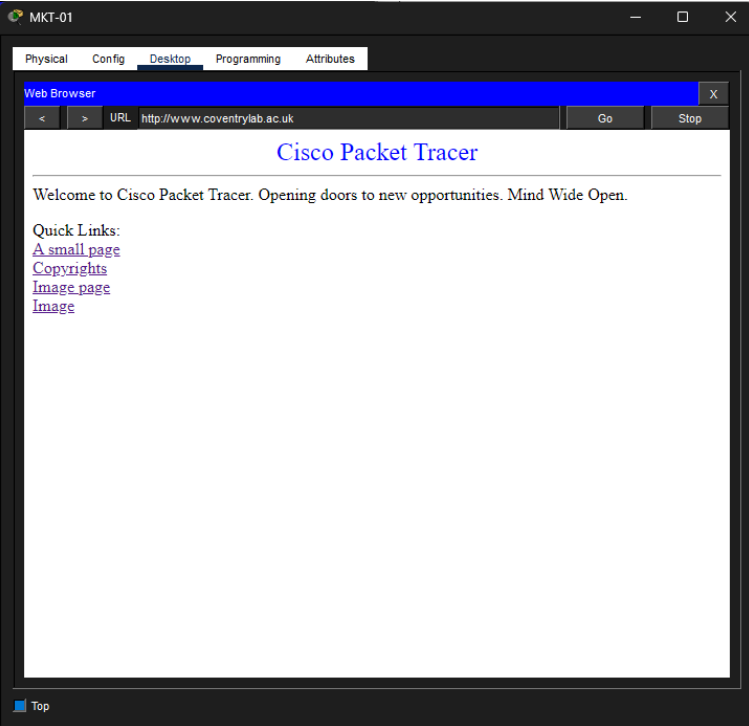 MKT-01
Physical Config Desktop Programming Attributes
Web Browser X
< > URL http://www.coventrylab.ac.uk Go Stop
Cisco Packet Tracer
Welcome to Cisco Packet Tracer. Opening doors to new opportunities. Mind Wide Open.
Quick Links:
A small page
Copyrights
Image page
Image
Top